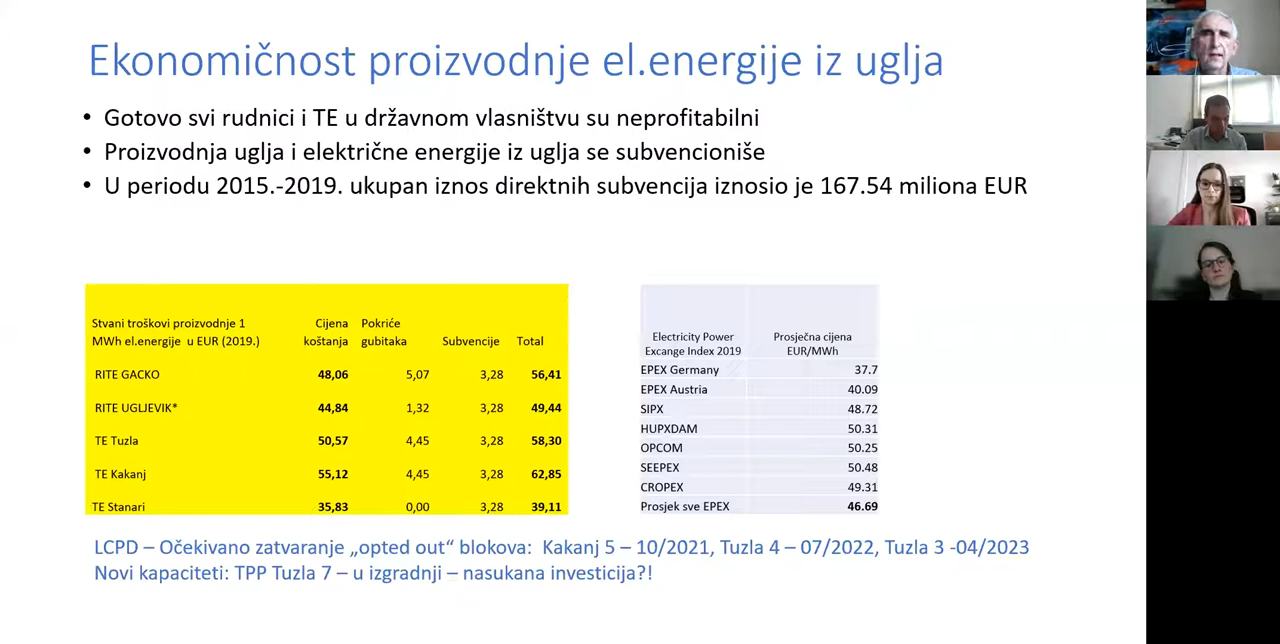 Ekonomičnost proizvodnje el.energije iz uglja
• Gotovo svi rudnici i TE u državnom vlasništvu su neprofitabilni
• Proizvodnja uglja i električne energije iz uglja se subvencioniše
• U periodu 2015.-2019. ukupan iznos direktnih subvencija iznosio je 167.54 miliona EUR
Stvani troškovi proizvodnje 1 Cijena Pokriće
MWh el.energije u EUR (2019.) koštanja gubitaka Subvencije Total
RITE GACKO 48,06 5,07 3,28 56,41
RITE UGLJEVIK* 44,84 1,32 3,28 49,44
TE Tuzla 50,57 4,45 3,28 58,30
TE Kakanj 55,12 4,45 3,28 62,85
TE Stanari 35,83 0,00 3,28 39,11
Electricity Power Prosječna cijena
Excange Index 2019 EUR/MWh
EPEX Germany 37.7
EPEX Austria 40.09
SIPX 48.72
HUPXDAM 50.31
OPCOM 50.25
SEEPEX 50.48
CROPEX 49.31
Prosjek sve EPEX 46.69
LCPD – Očekivano zatvaranje „opted out“ blokova: Kakanj 5 – 10/2021, Tuzla 4 – 07/2022, Tuzla 3 -04/2023
Novi kapaciteti: TPP Tuzla 7 – u izgradnji – nasukana investicija?!